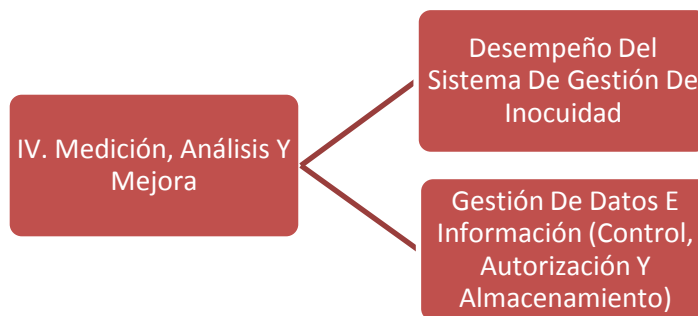 IV. Medición, Análisis Y
Mejora
Desempeño Del
Sistema De Gestión De
Inocuidad
Gestión De Datos E
Información (Control,
Autorización Y
Almacenamiento)